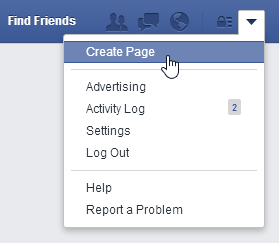 Find Friends
Create Page
Advertising
Activity Log 2
Settings
Log Out
Help
Report a Problem